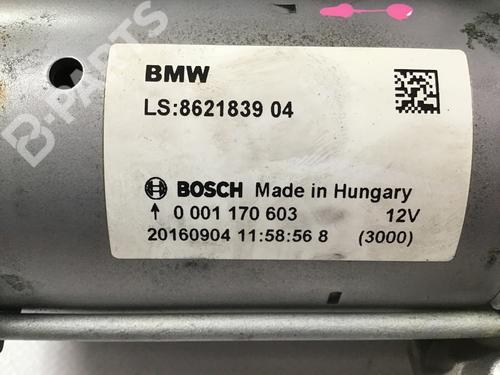 B-PARTS
BMW
LS:8621839 04
BOSCH Made in Hungary
↑ 0 001 170 603 12V
20160904 11:58:56 8 (3000)